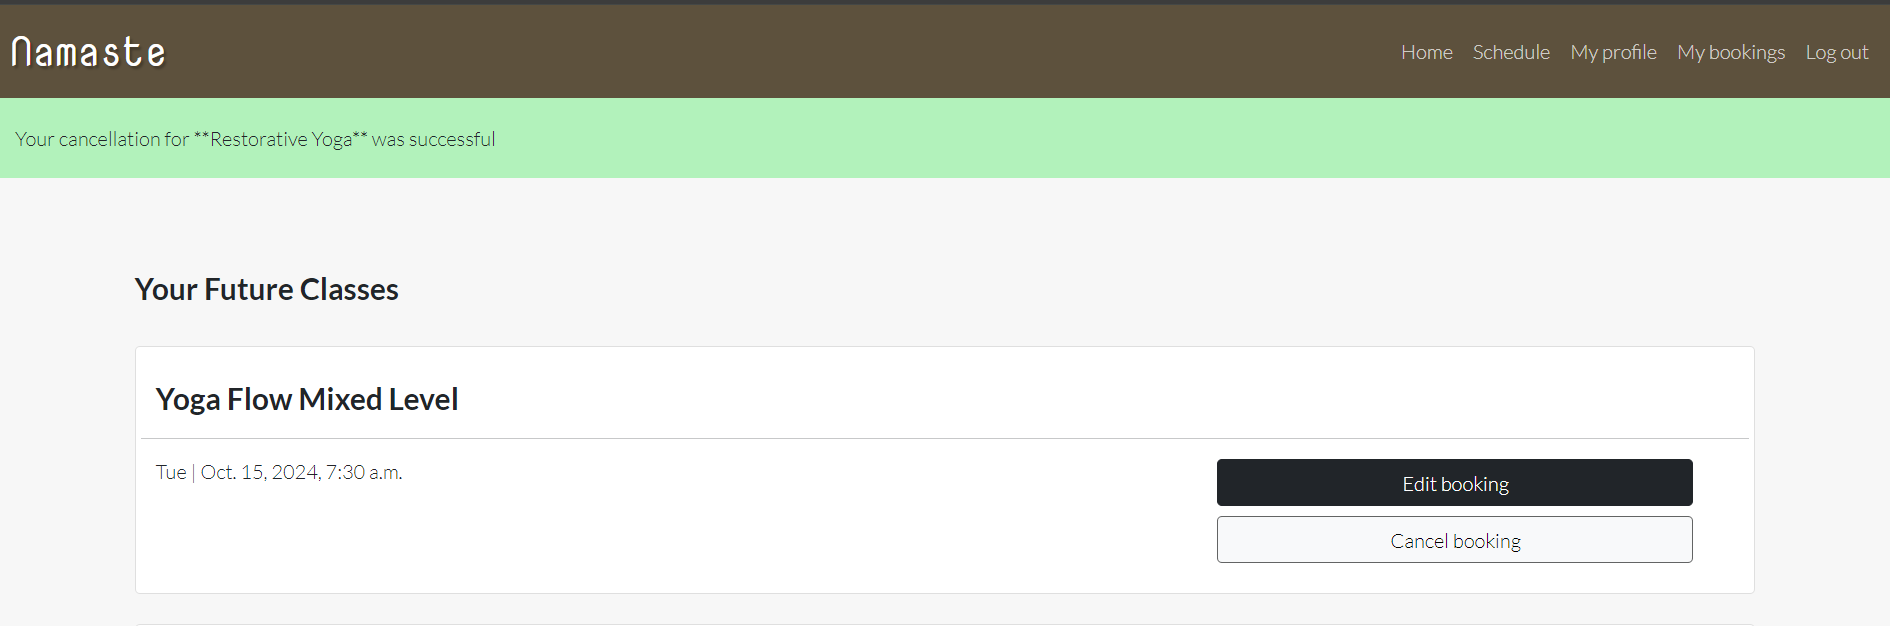 Namaste
Home Schedule My profile My bookings Log out
Your cancellation for **Restorative Yoga** was successful
Your Future Classes
Yoga Flow Mixed Level
Tue | Oct. 15, 2024, 7:30 a.m.
Edit booking
Cancel booking